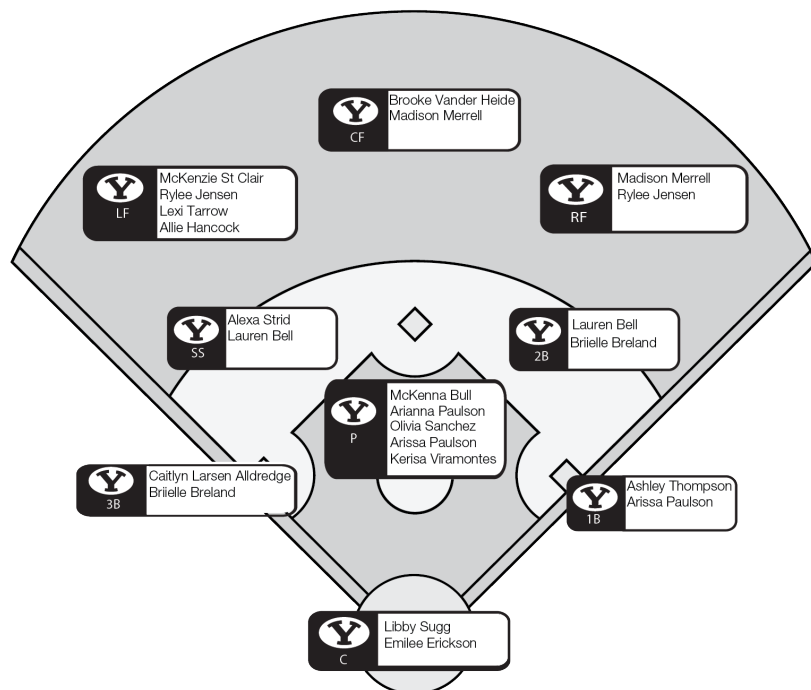 Y
CF
Brooke Vander Heide
Madison Merrell
Y
LF
McKenzie St Clair
Rylee Jensen
Lexi Tarrow
Allie Hancock
Y
RF
Madison Merrell
Rylee Jensen
Y
SS
Alexa Strid
Lauren Bell
Y
2B
Lauren Bell
Briielle Breland
Y
P
McKenna Bull
Arianna Paulson
Olivia Sanchez
Arissa Paulson
Kerisa Viramontes
Y
3B
Caitlyn Larsen Alldredge
Briielle Breland
Y
1B
Ashley Thompson
Arissa Paulson
Y
C
Libby Sugg
Emilee Erickson